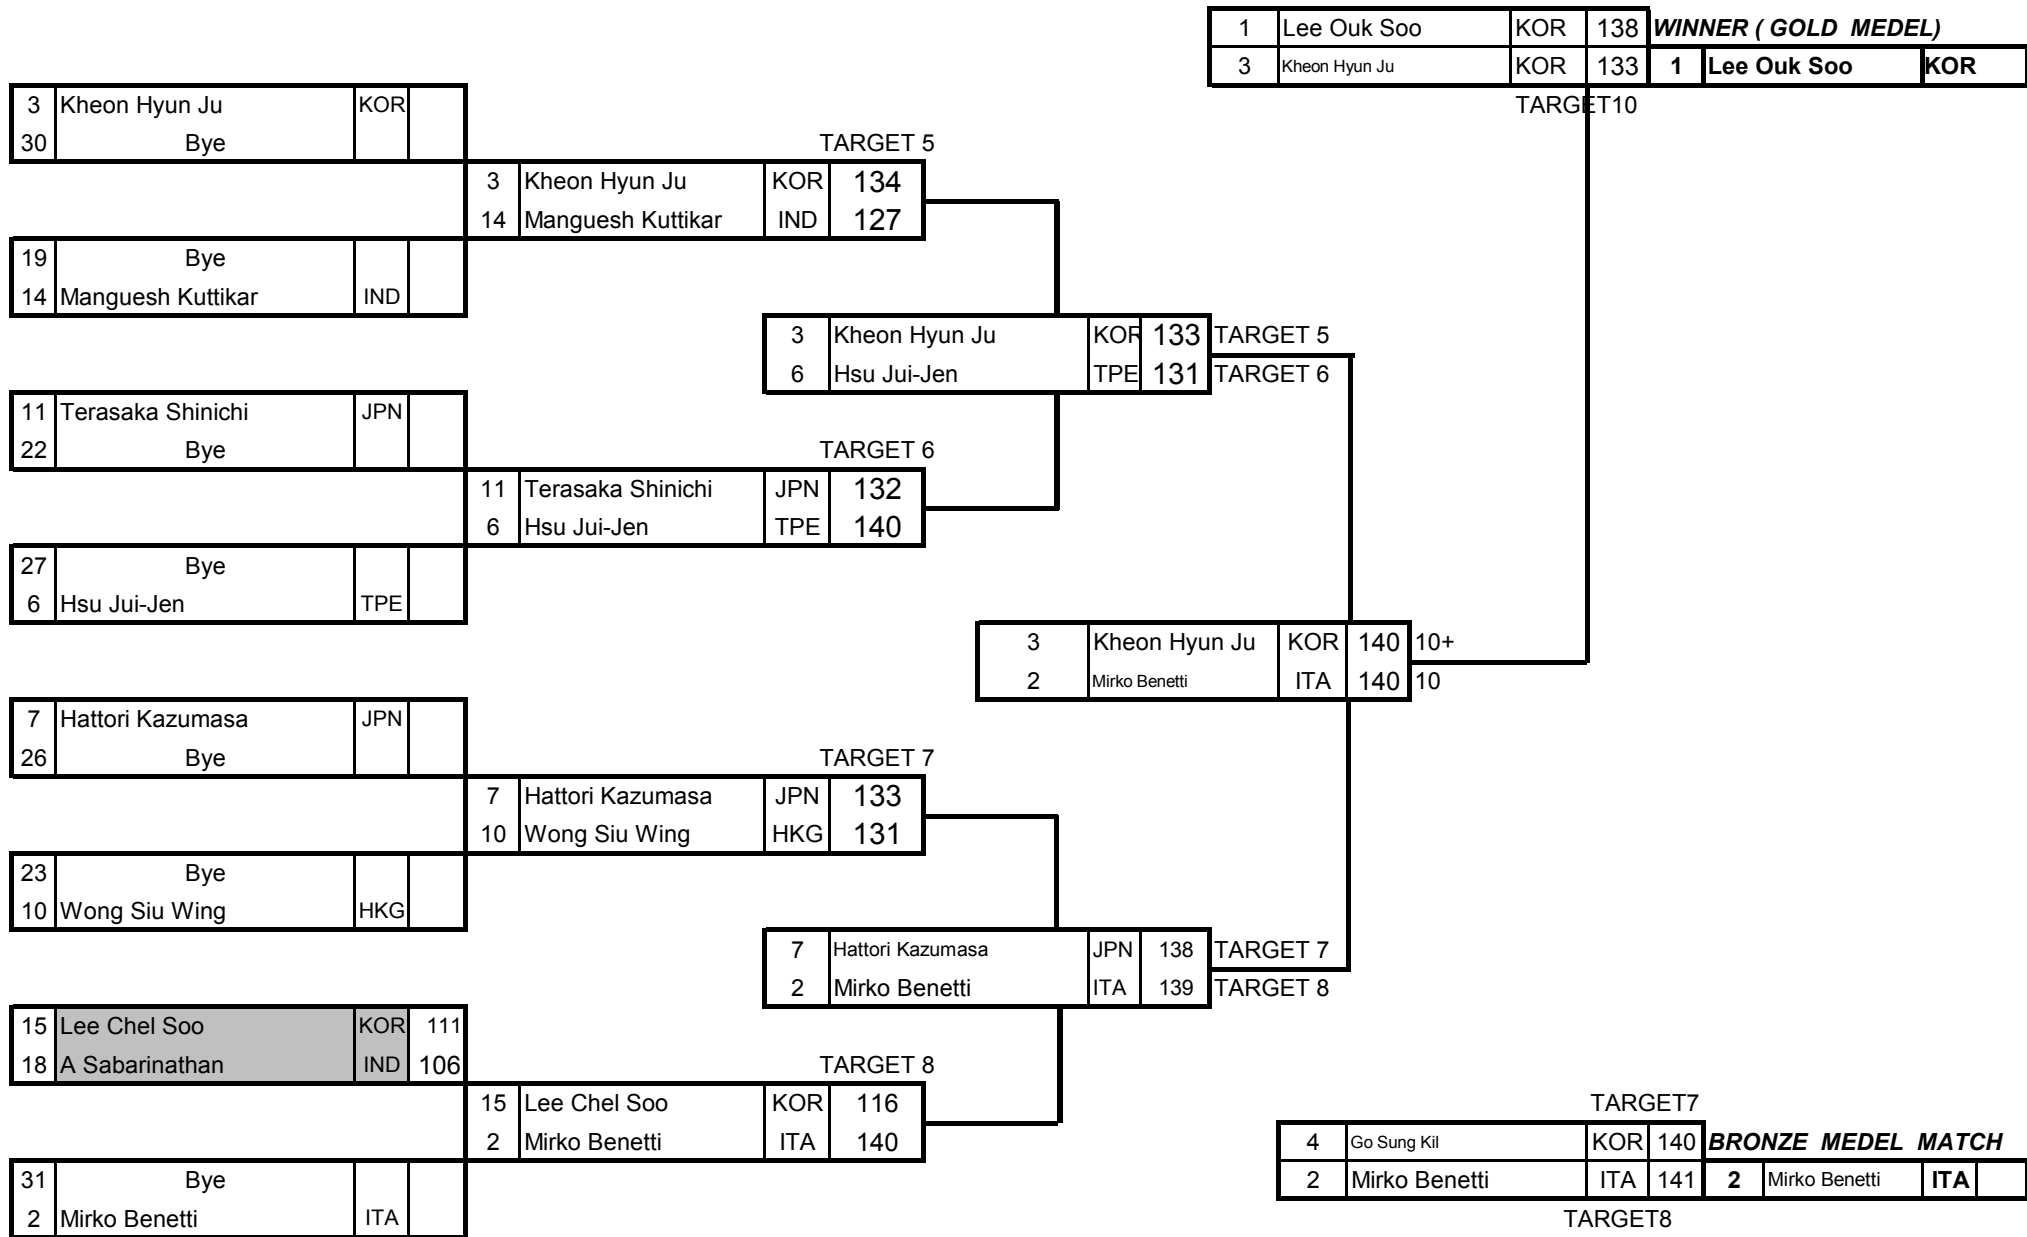 1 Lee Ouk Soo KOR 138 WINNER ( GOLD MEDEL)
3 Kheon Hyun Ju KOR 133 1 Lee Ouk Soo KOR
3 Kheon Hyun Ju KOR
TARGET10
30 Bye
TARGET 5
3 Kheon Hyun Ju KOR 134
14 Manguesh Kuttikar IND 127
19 Bye
14 Manguesh Kuttikar IND
3 Kheon Hyun Ju KOR 133 TARGET 5
6 Hsu Jui-Jen TPE 131 TARGET 6
11 Terasaka Shinichi JPN
22 Bye
TARGET 6
11 Terasaka Shinichi JPN 132
6 Hsu Jui-Jen TPE 140
27 Bye
6 Hsu Jui-Jen TPE
3 Kheon Hyun Ju KOR 140 10+
2 Mirko Benetti ITA 140 10
7 Hattori Kazumasa JPN
26 Bye
TARGET 7
7 Hattori Kazumasa JPN 133
10 Wong Siu Wing HKG 131
23 Bye
10 Wong Siu Wing HKG
7 Hattori Kazumasa JPN 138 TARGET 7
2 Mirko Benetti ITA 139 TARGET 8
15 Lee Chel Soo KOR 111
18 A Sabarinathan IND 106
TARGET 8
15 Lee Chel Soo KOR 116
TARGET7
2 Mirko Benetti ITA 140
4 Go Sung Kil KOR 140 BRONZE MEDEL MATCH
31 Bye
2 Mirko Benetti ITA 141 2 Mirko Benetti ITA
2 Mirko Benetti ITA
TARGET8